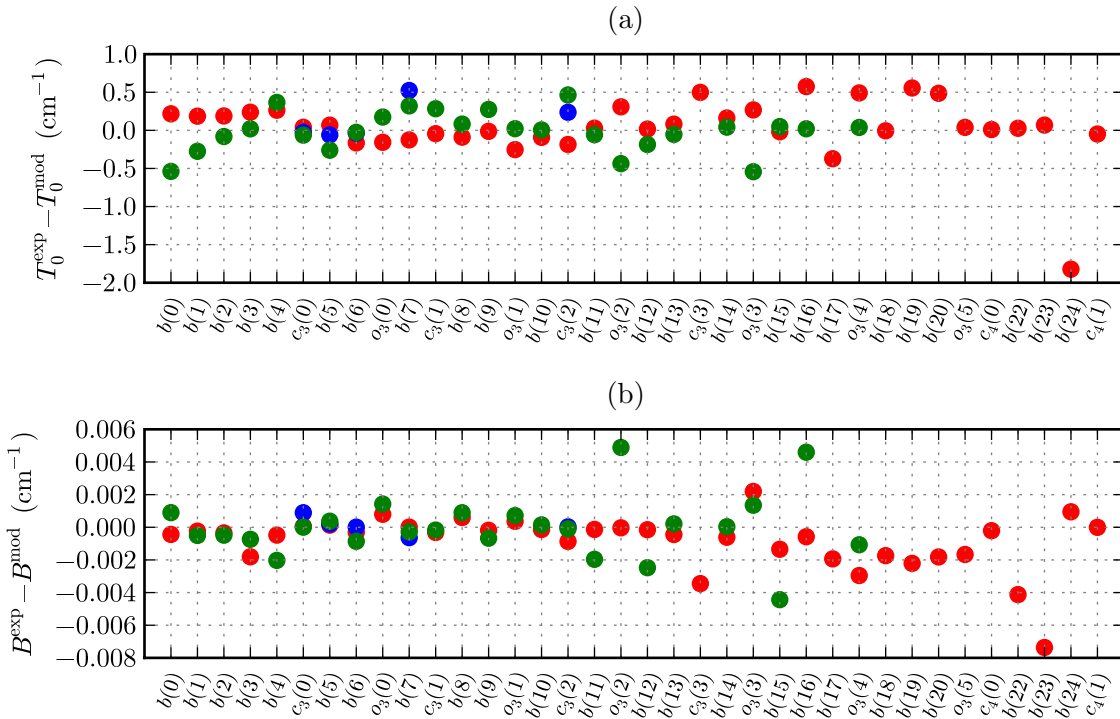 (a)
T₀^exp − T₀^mod (cm⁻¹)
1.0
0.5
0.0
−0.5
−1.0
−1.5
−2.0
b(0) b(1) b(2) b(3) b(4) c₃(0) b(5) b(6) o₃(0) b(7) c₃(1) b(8) b(9) o₃(1) b(10) c₃(2) b(11) o₃(2) b(12) b(13) c₃(3) b(14) o₃(3) b(15) b(16) b(17) o₃(4) b(18) b(19) b(20) o₃(5) c₄(0) b(22) b(23) b(24) c₄(1)
(b)
B^exp − B^mod (cm⁻¹)
0.006
0.004
0.002
0.000
−0.002
−0.004
−0.006
−0.008
b(0) b(1) b(2) b(3) b(4) c₃(0) b(5) b(6) o₃(0) b(7) c₃(1) b(8) b(9) o₃(1) b(10) c₃(2) b(11) o₃(2) b(12) b(13) c₃(3) b(14) o₃(3) b(15) b(16) b(17) o₃(4) b(18) b(19) b(20) o₃(5) c₄(0) b(22) b(23) b(24) c₄(1)